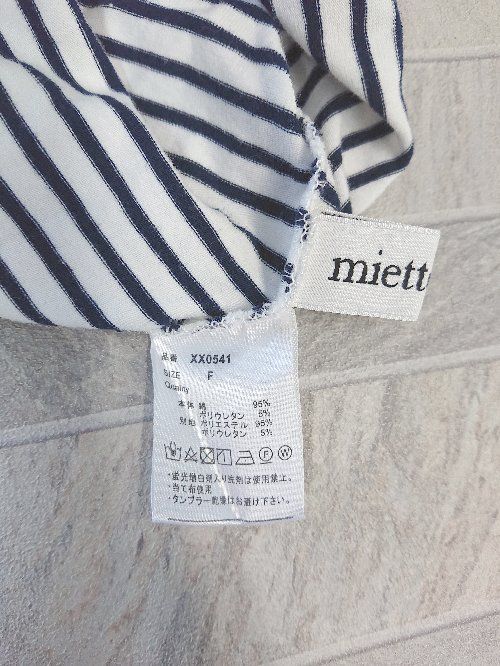 miett
品番 XX0541
SIZE F
Quality
本体 綿 95%
ポリウレタン 5%
別地 ポリエステル 95%
ポリウレタン 5%
・蛍光増白剤入り洗剤は使用禁止。
・当て布使用
・タンブラー乾燥はお避け下さい。